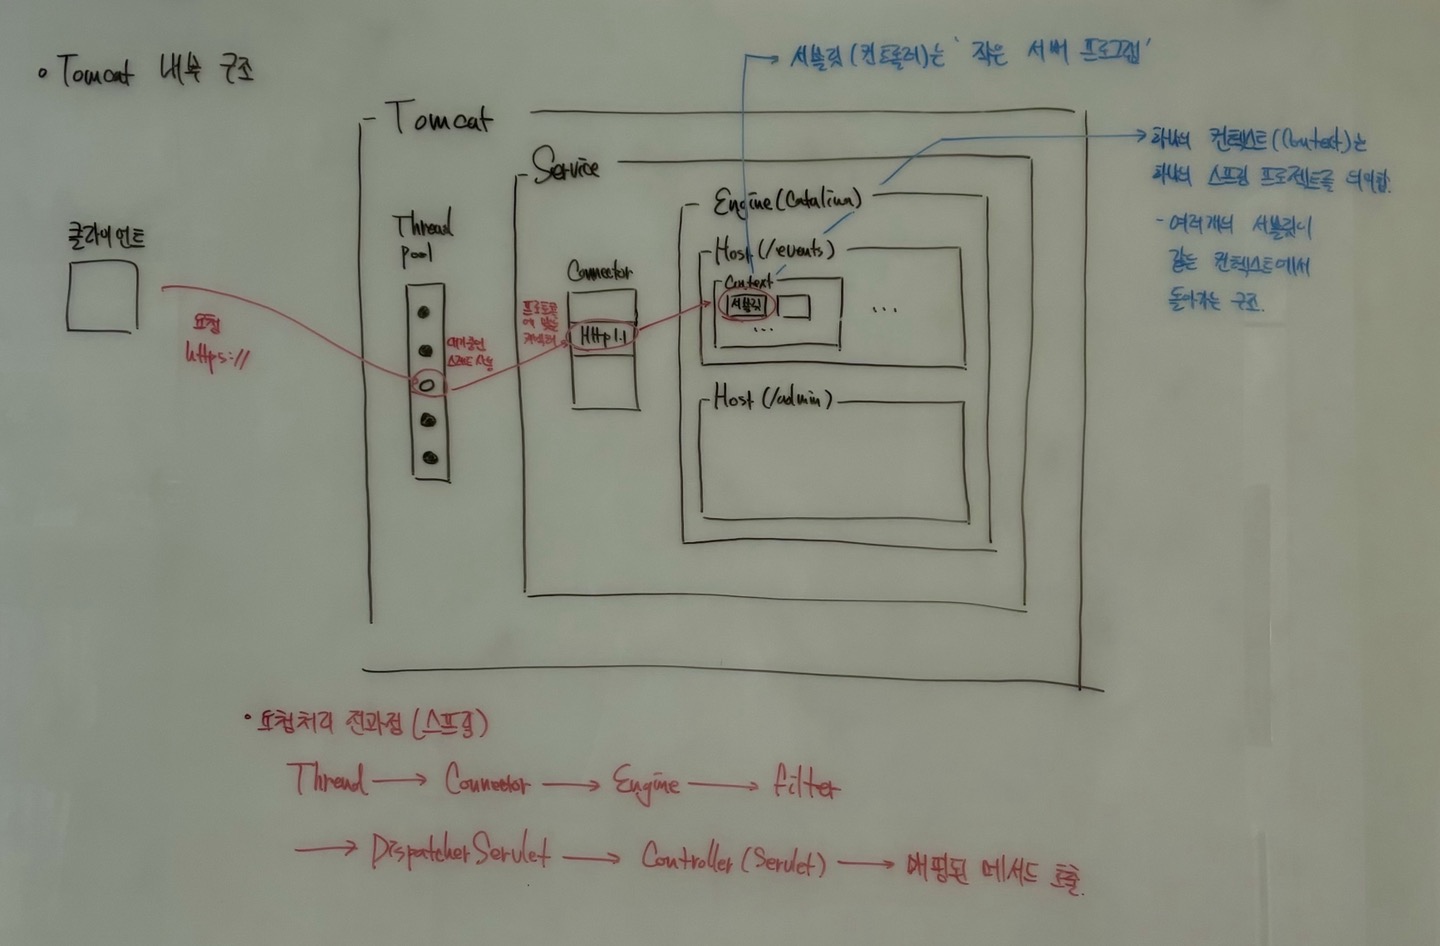 • Tomcat 내부 구조
서블릿(컨트롤러)는 '작은 서버 프로그램'
Tomcat
하나의 컨텍스트(Context)는
하나의 스프링 프로젝트를 의미함.
- 여러개의 서블릿이
같은 컨텍스트에서
돌아가는 구조.
Service
Engine(Catalina)
클라이언트
Thread
pool
Host(/events)
Connector
Context
서블릿
...
...
프로토콜
에 맞는
커넥터
Http1.1
요청
https://
대기중인
스레드 사용
Host(/admin)
• 요청처리 전과정(스프링)
Thread → Connector → Engine → filter
→ DispatcherServlet → Controller(Servlet) → 매핑된 메서드 호출.